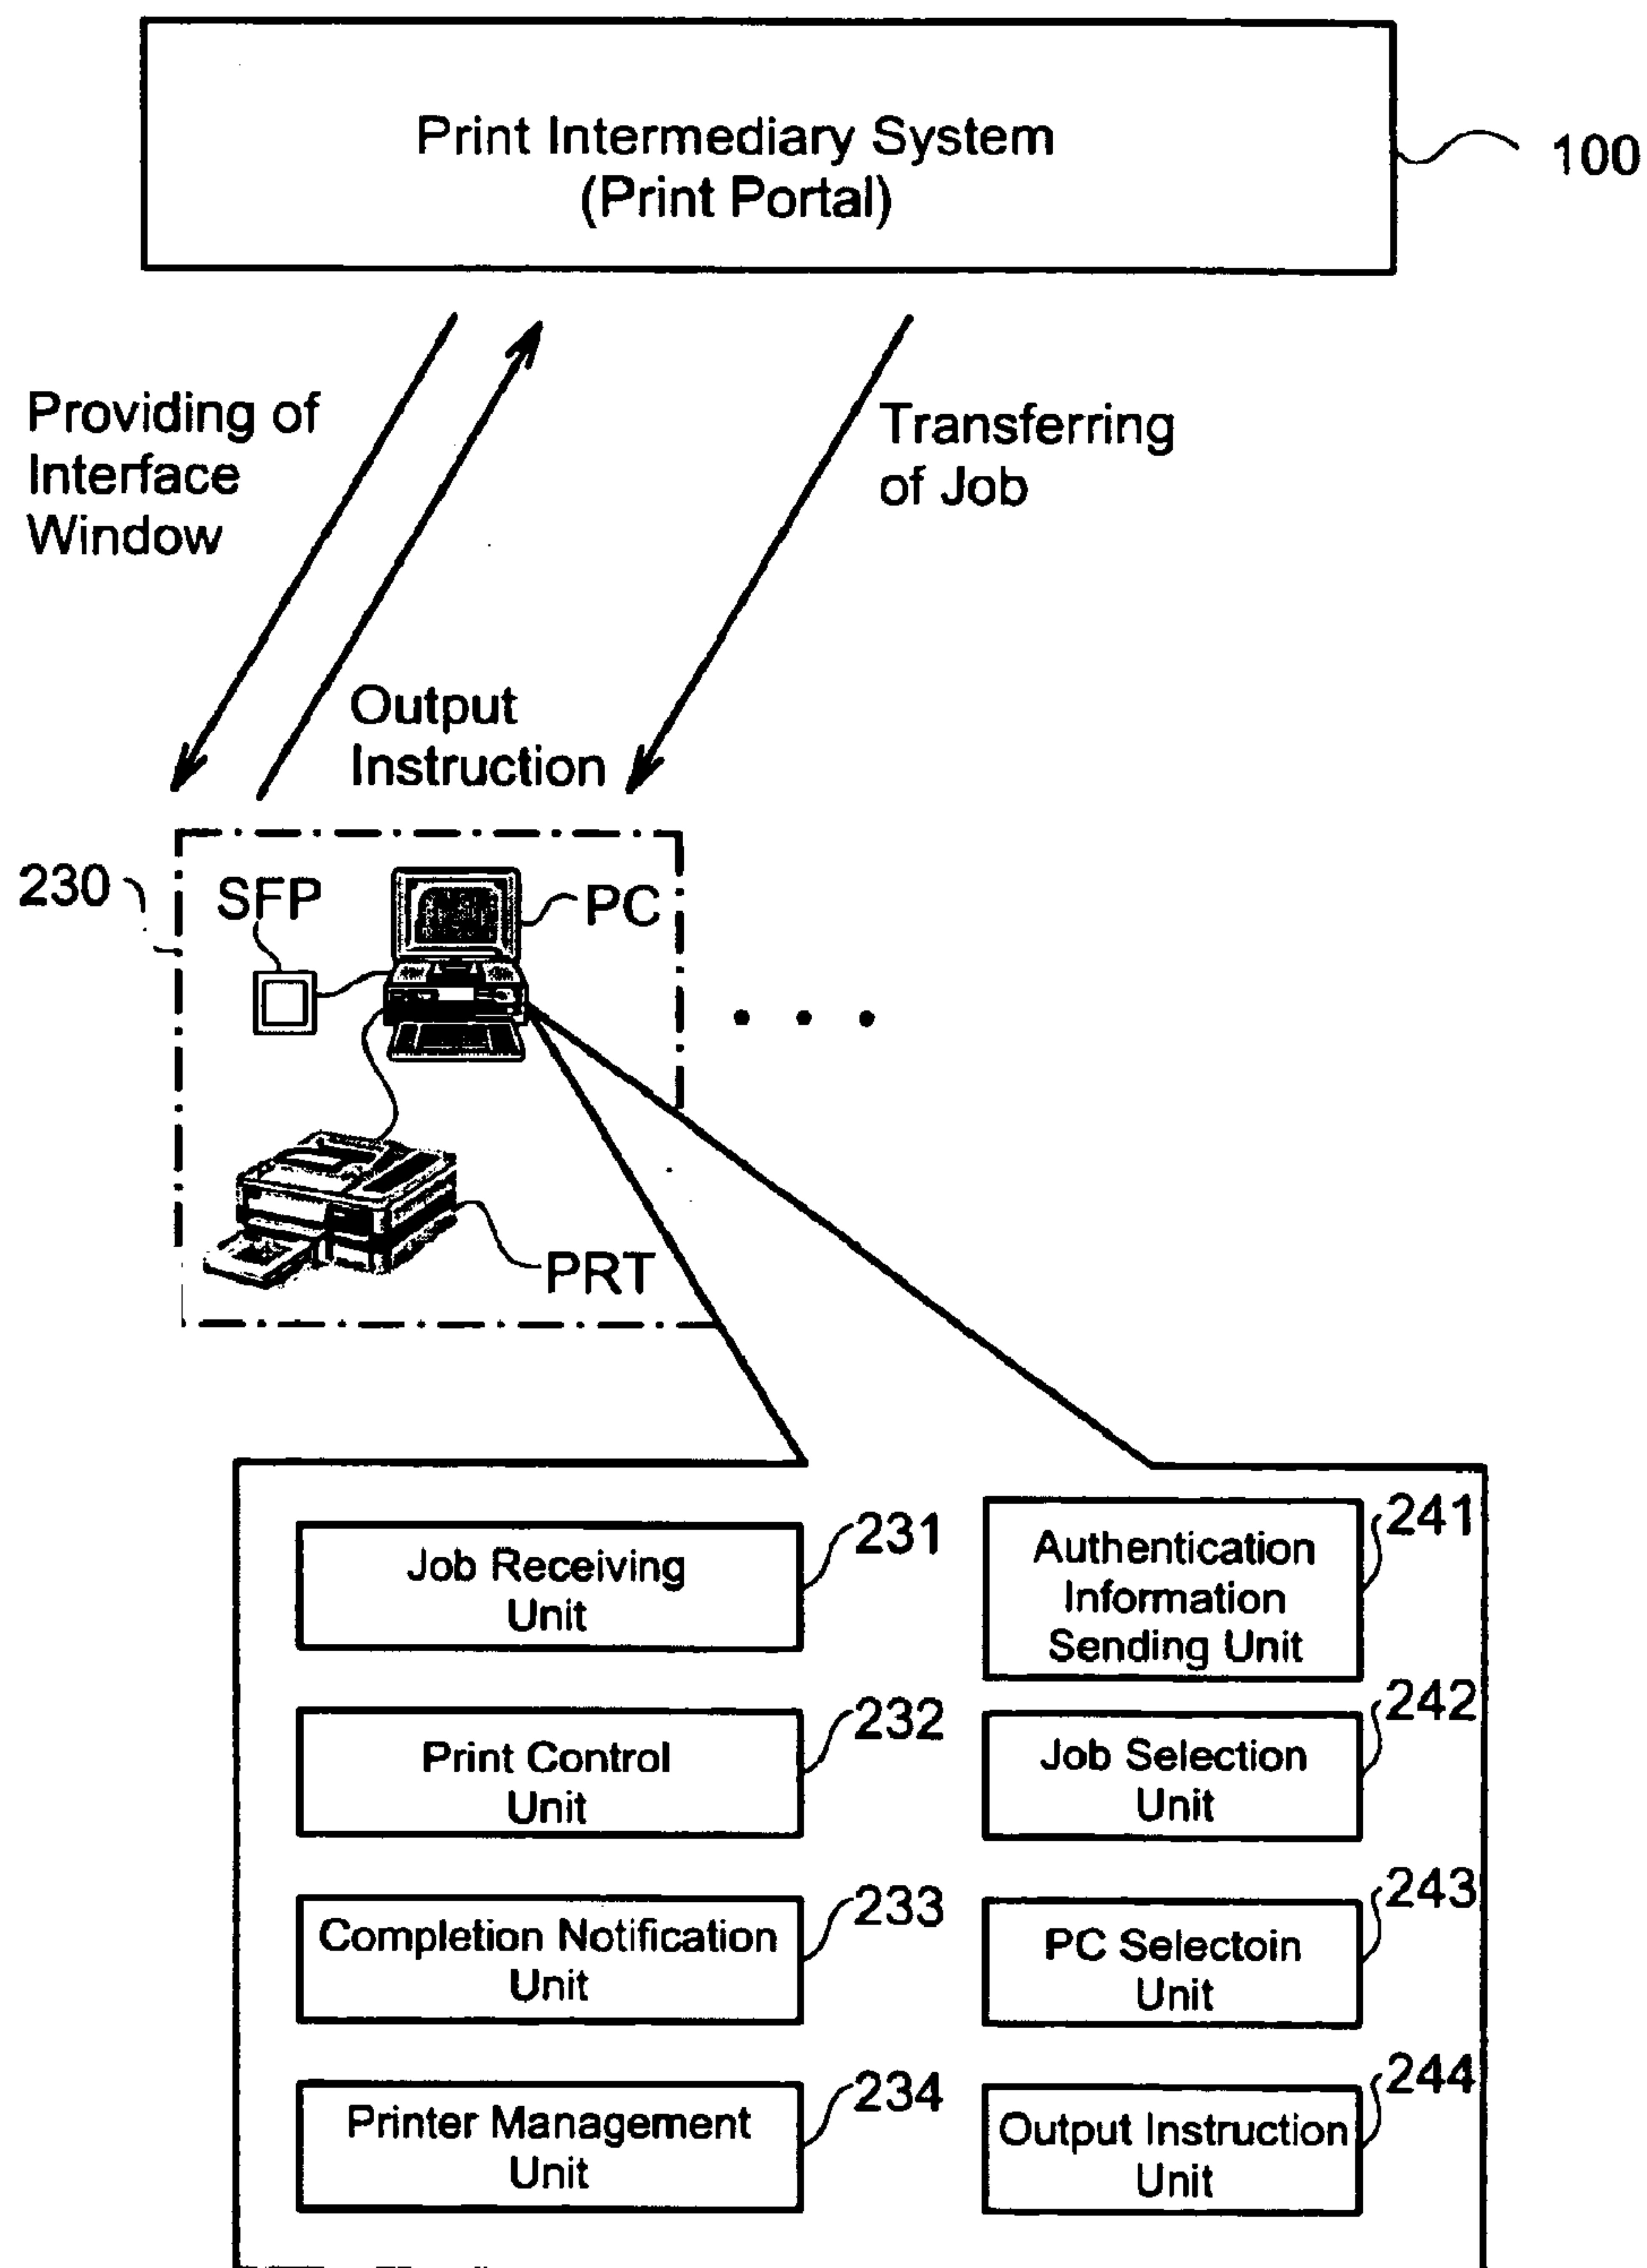 Print Intermediary System
(Print Portal)
100
Providing of
Interface
Window
Transferring
of Job
Output
Instruction
230
SFP
PC
PRT
Job Receiving
Unit
231
Authentication
Information
Sending Unit
241
Print Control
Unit
232
Job Selection
Unit
242
Completion Notification
Unit
233
PC Selectoin
Unit
243
Printer Management
Unit
234
Output Instruction
Unit
244